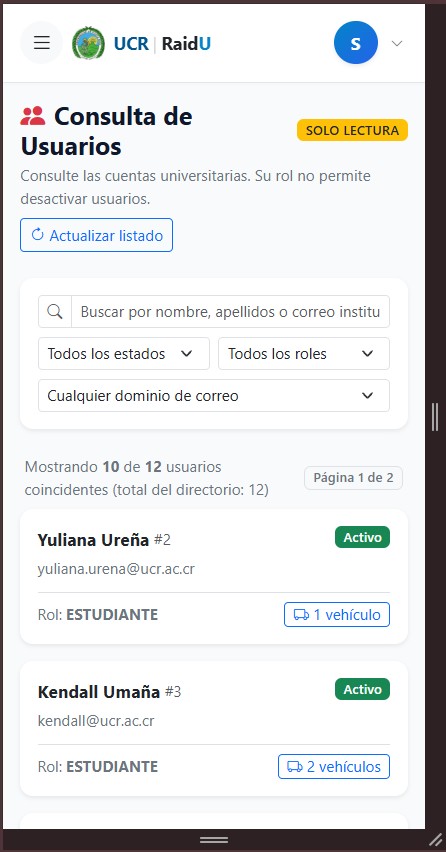 UCR | RaidU
S
Consulta de
Usuarios
SOLO LECTURA
Consulte las cuentas universitarias. Su rol no permite
desactivar usuarios.
Actualizar listado
Buscar por nombre, apellidos o correo institu
Todos los estados
Todos los roles
Cualquier dominio de correo
Mostrando 10 de 12 usuarios
coincidentes (total del directorio: 12)
Página 1 de 2
Yuliana Ureña #2
Activo
yuliana.urena@ucr.ac.cr
Rol: ESTUDIANTE
1 vehículo
Kendall Umaña #3
Activo
kendall@ucr.ac.cr
Rol: ESTUDIANTE
2 vehículos